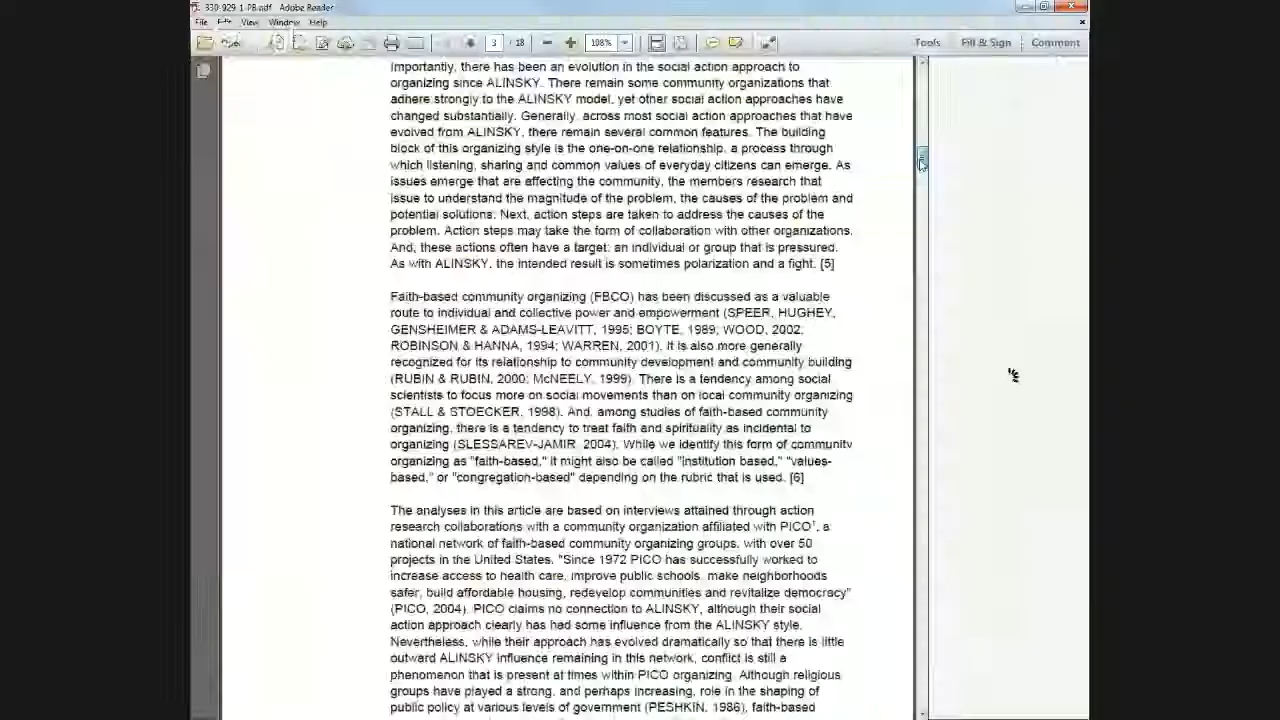 330-929-1-PB.pdf - Adobe Reader
File Edit View Window Help
3 / 18 108% Tools Fill & Sign Comment
Importantly, there has been an evolution in the social action approach to
organizing since ALINSKY. There remain some community organizations that
adhere strongly to the ALINSKY model, yet other social action approaches have
changed substantially. Generally, across most social action approaches that have
evolved from ALINSKY, there remain several common features. The building
block of this organizing style is the one-on-one relationship, a process through
which listening, sharing and common values of everyday citizens can emerge. As
issues emerge that are affecting the community, the members research that
issue to understand the magnitude of the problem, the causes of the problem and
potential solutions. Next, action steps are taken to address the causes of the
problem. Action steps may take the form of collaboration with other organizations.
And, these actions often have a target: an individual or group that is pressured.
As with ALINSKY, the intended result is sometimes polarization and a fight. [5]
Faith-based community organizing (FBCO) has been discussed as a valuable
route to individual and collective power and empowerment (SPEER, HUGHEY,
GENSHEIMER & ADAMS-LEAVITT, 1995; BOYTE, 1989; WOOD, 2002;
ROBINSON & HANNA, 1994; WARREN, 2001). It is also more generally
recognized for its relationship to community development and community building
(RUBIN & RUBIN, 2000; McNEELY, 1999). There is a tendency among social
scientists to focus more on social movements than on local community organizing
(STALL & STOECKER, 1998). And, among studies of faith-based community
organizing, there is a tendency to treat faith and spirituality as incidental to
organizing (SLESSAREV-JAMIR, 2004). While we identify this form of community
organizing as "faith-based," it might also be called "institution based," "values-
based," or "congregation-based" depending on the rubric that is used. [6]
The analyses in this article are based on interviews attained through action
research collaborations with a community organization affiliated with PICO¹, a
national network of faith-based community organizing groups, with over 50
projects in the United States. "Since 1972 PICO has successfully worked to
increase access to health care, improve public schools, make neighborhoods
safer, build affordable housing, redevelop communities and revitalize democracy"
(PICO, 2004). PICO claims no connection to ALINSKY, although their social
action approach clearly has had some influence from the ALINSKY style.
Nevertheless, while their approach has evolved dramatically so that there is little
outward ALINSKY influence remaining in this network, conflict is still a
phenomenon that is present at times within PICO organizing. Although religious
groups have played a strong, and perhaps increasing, role in the shaping of
public policy at various levels of government (PESHKIN, 1986), faith-based